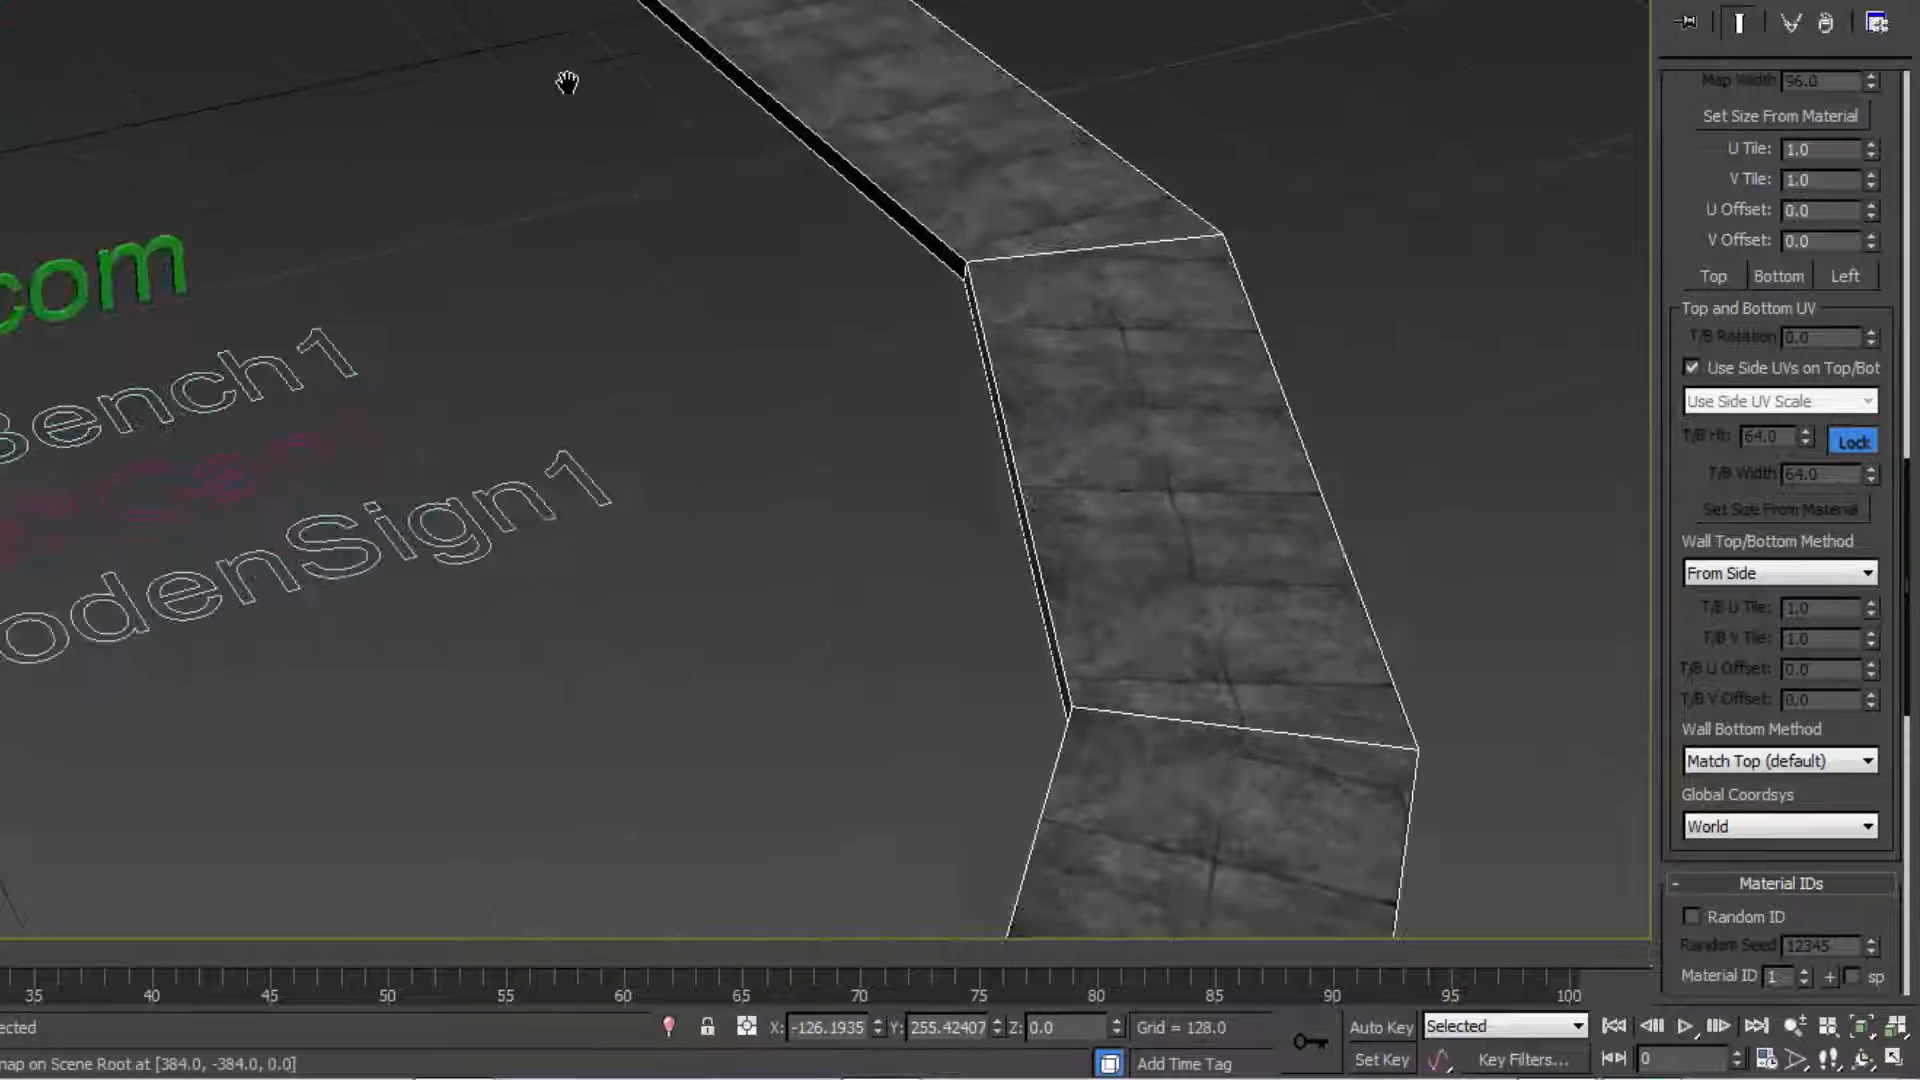 Map Width 96.0
Set Size From Material
U Tile: 1.0
V Tile: 1.0
U Offset: 0.0
V Offset: 0.0
Top Bottom Left
Top and Bottom UV
T/B Rotation 0.0
Use Side UVs on Top/Bot
Use Side UV Scale
T/B Ht: 64.0 Lock
T/B Width 64.0
Set Size From Material
Wall Top/Bottom Method
From Side
T/B U Tile: 1.0
T/B V Tile: 1.0
T/B U Offset: 0.0
T/B V Offset: 0.0
Wall Bottom Method
Match Top (default)
Global Coordsys
World
- Material IDs
Random ID
Random Seed 12345
Material ID 1 + sp
com
Bench1
odenSign1
35 40 45 50 55 60 65 70 75 80 85 90 95 100
ected X: -126.1935 Y: 255.42407 Z: 0.0 Grid = 128.0 Auto Key Selected
nap on Scene Root at [384.0, -384.0, 0.0] Add Time Tag Set Key Key Filters... 0